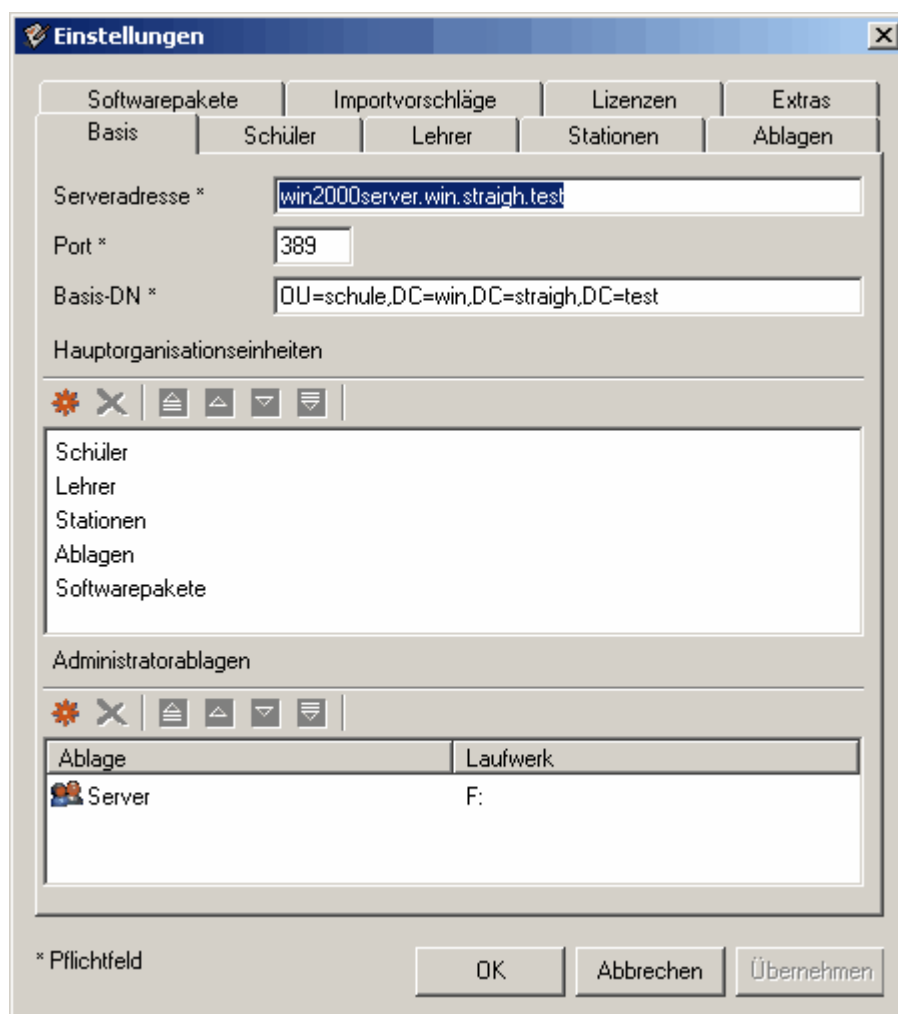 Einstellungen
Softwarepakete Importvorschläge Lizenzen Extras
Basis Schüler Lehrer Stationen Ablagen
Serveradresse * win2000server.win.straigh.test
Port * 389
Basis-DN * OU=schule,DC=win,DC=straigh,DC=test
Hauptorganisationseinheiten
Schüler
Lehrer
Stationen
Ablagen
Softwarepakete
Administratorablagen
Ablage Laufwerk
Server F:
* Pflichtfeld OK Abbrechen Übernehmen